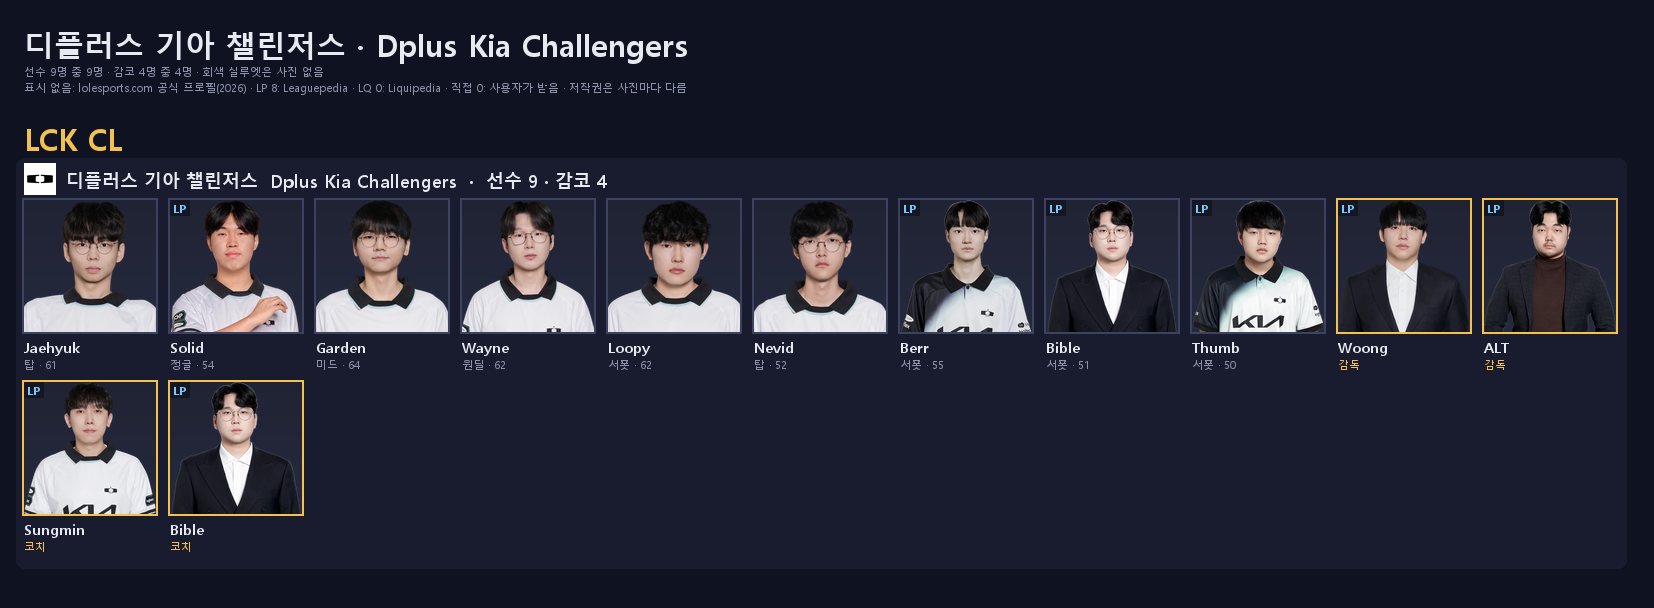 디플러스 기아 챌린저스 · Dplus Kia Challengers
선수 9명 중 9명 · 감코 4명 중 4명 · 회색 실루엣은 사진 없음
표시 없음: lolesports.com 공식 프로필(2026) · LP 8: Leaguepedia · LQ 0: Liquipedia · 직접 0: 사용자가 받음 · 저작권은 사진마다 다름
LCK CL
디플러스 기아 챌린저스 Dplus Kia Challengers · 선수 9 · 감코 4
LP LP LP LP LP LP
Jaehyuk Solid Garden Wayne Loopy Nevid Berr Bible Thumb Woong ALT
탑 · 61 정글 · 54 미드 · 64 원딜 · 62 서폿 · 62 탑 · 52 서폿 · 55 서폿 · 51 서폿 · 50 감독 감독
LP LP
Sungmin Bible
코치 코치